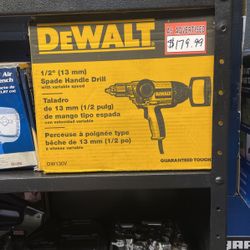 DEWALT
AS ADVERTISED
$179.99
1/2" (13 mm)
Spade Handle Drill
with variable speed
Taladro
de 13 mm (1/2 pulg)
de mango tipo espada
con velocidad variable
Perceuse à poignée type
bêche de 13 mm (1/2 po)
à vitesse variable
DW130V
GUARANTEED TOUGH
DEWALT
Air